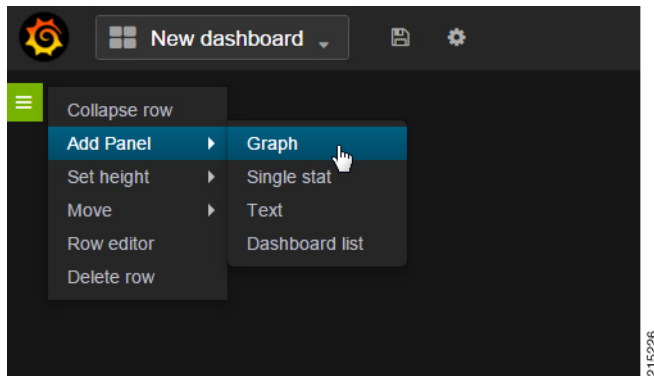 New dashboard
Collapse row
Add Panel
Graph
Set height
Single stat
Move
Text
Row editor
Dashboard list
Delete row
215226